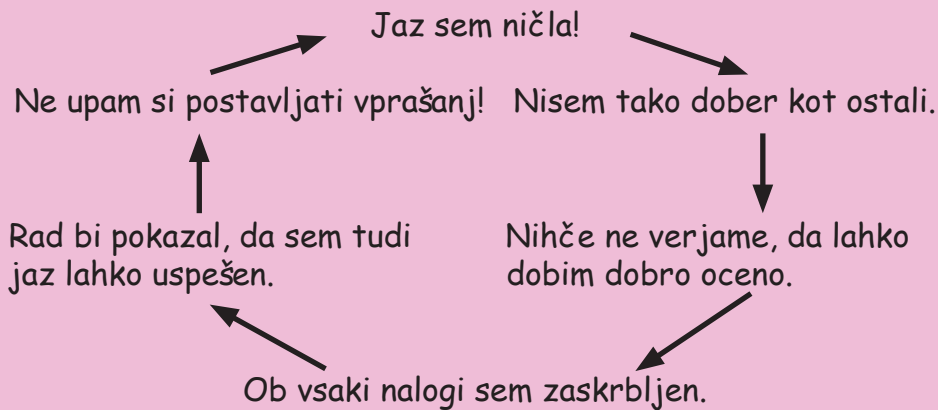 Jaz sem ničla!
Ne upam si postavljati vprašanj!
Nisem tako dober kot ostali.
Rad bi pokazal, da sem tudi
jaz lahko uspešen.
Nihče ne verjame, da lahko
dobim dobro oceno.
Ob vsaki nalogi sem zaskrbljen.